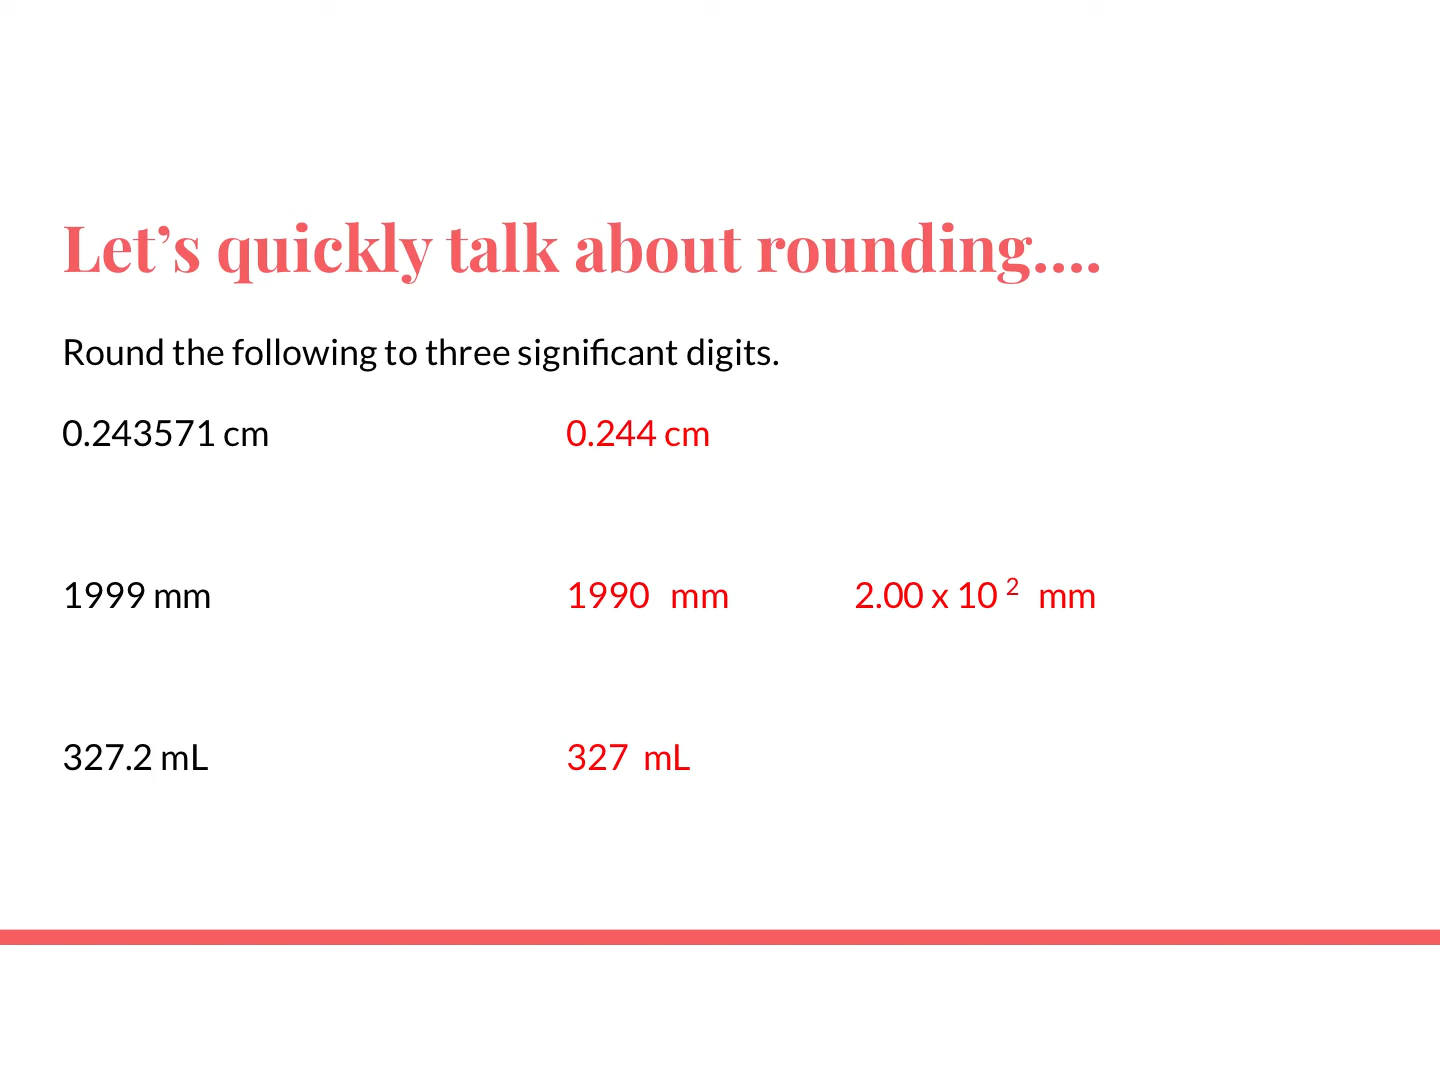 Let’s quickly talk about rounding....
Round the following to three significant digits.
0.243571 cm 0.244 cm
1999 mm 1990 mm 2.00 x 10 ² mm
327.2 mL 327 mL